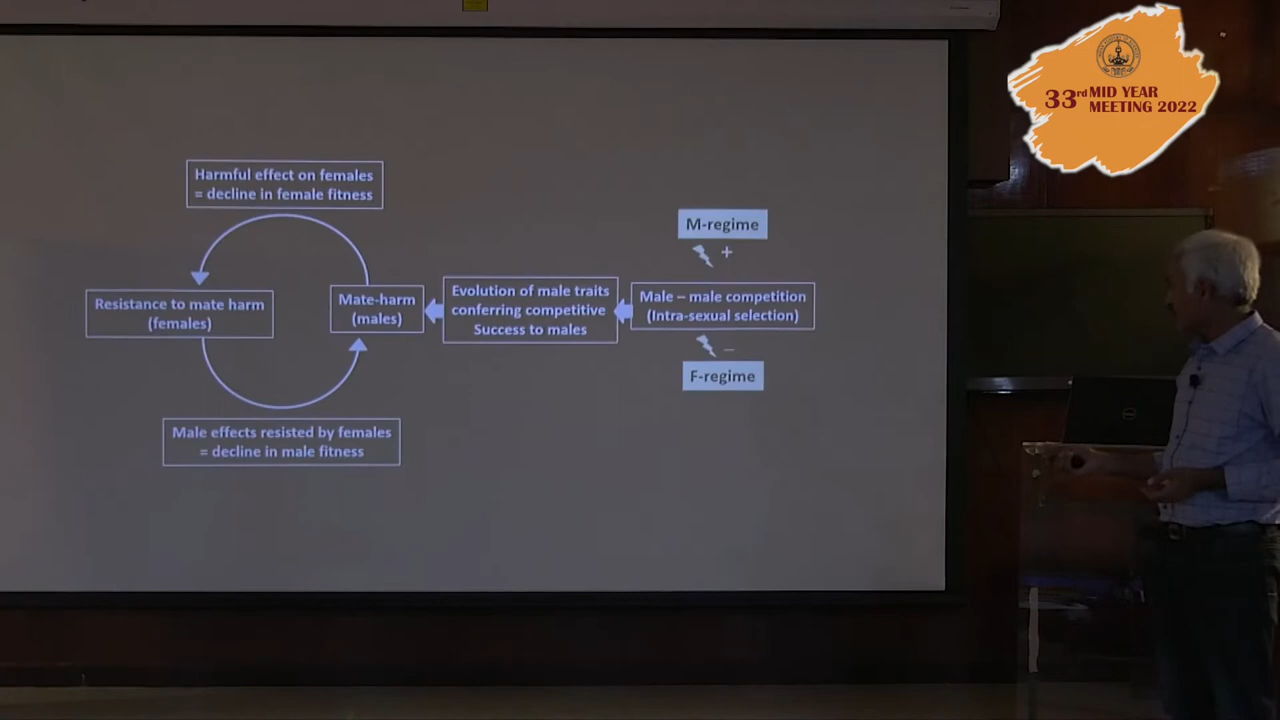 33rd MID YEAR
MEETING 2022
Harmful effect on females
= decline in female fitness
Resistance to mate harm
(females)
Mate-harm
(males)
Male effects resisted by females
= decline in male fitness
Evolution of male traits
conferring competitive
Success to males
M-regime
+
Male – male competition
(Intra-sexual selection)
–
F-regime